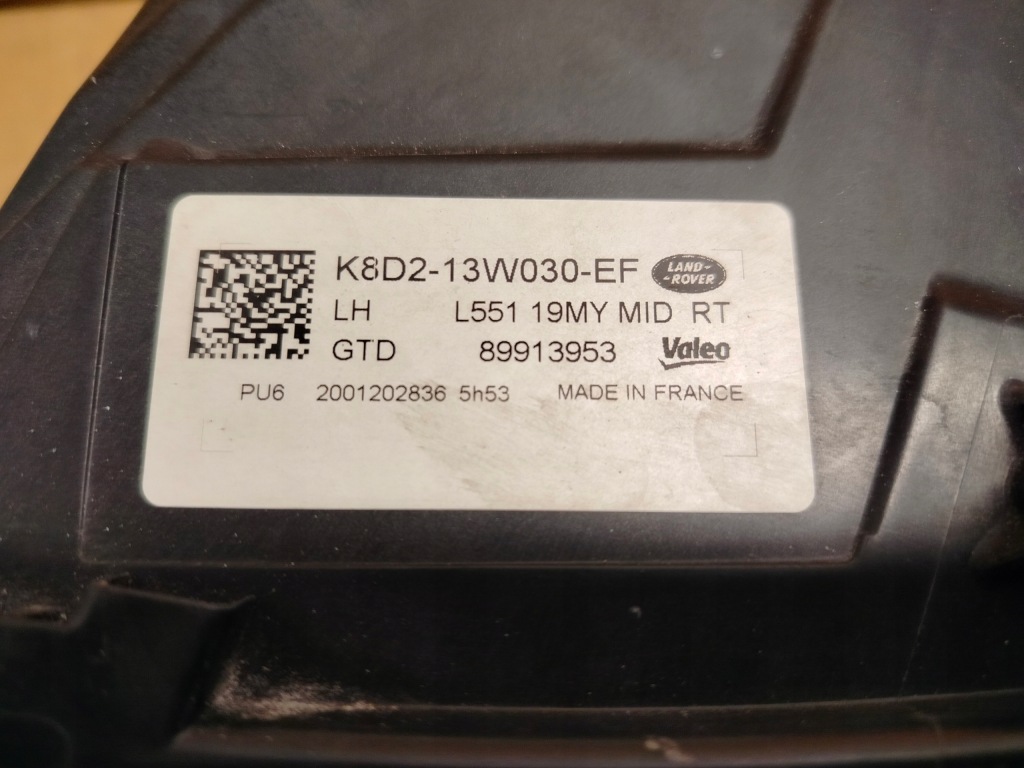 K8D2-13W030-EF LAND-ROVER
LH L551 19MY MID RT
GTD 89913953 Valeo
PU6 2001202836 5h53 MADE IN FRANCE